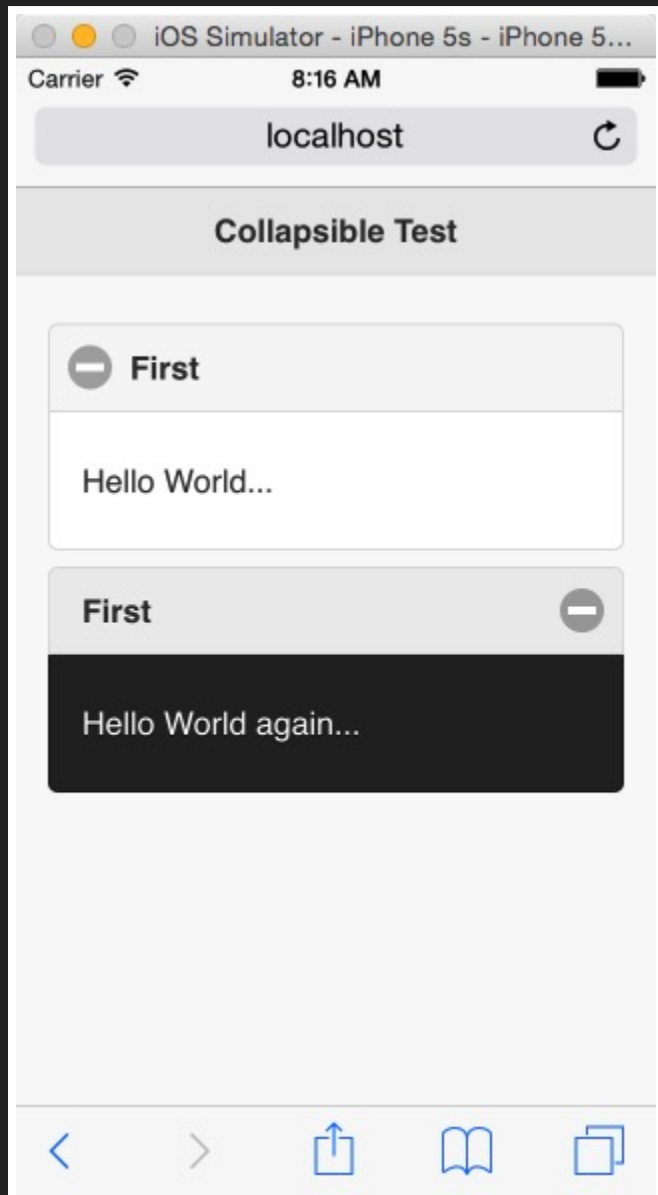 iOS Simulator - iPhone 5s - iPhone 5...
Carrier 8:16 AM
localhost
Collapsible Test
First
Hello World...
First
Hello World again...